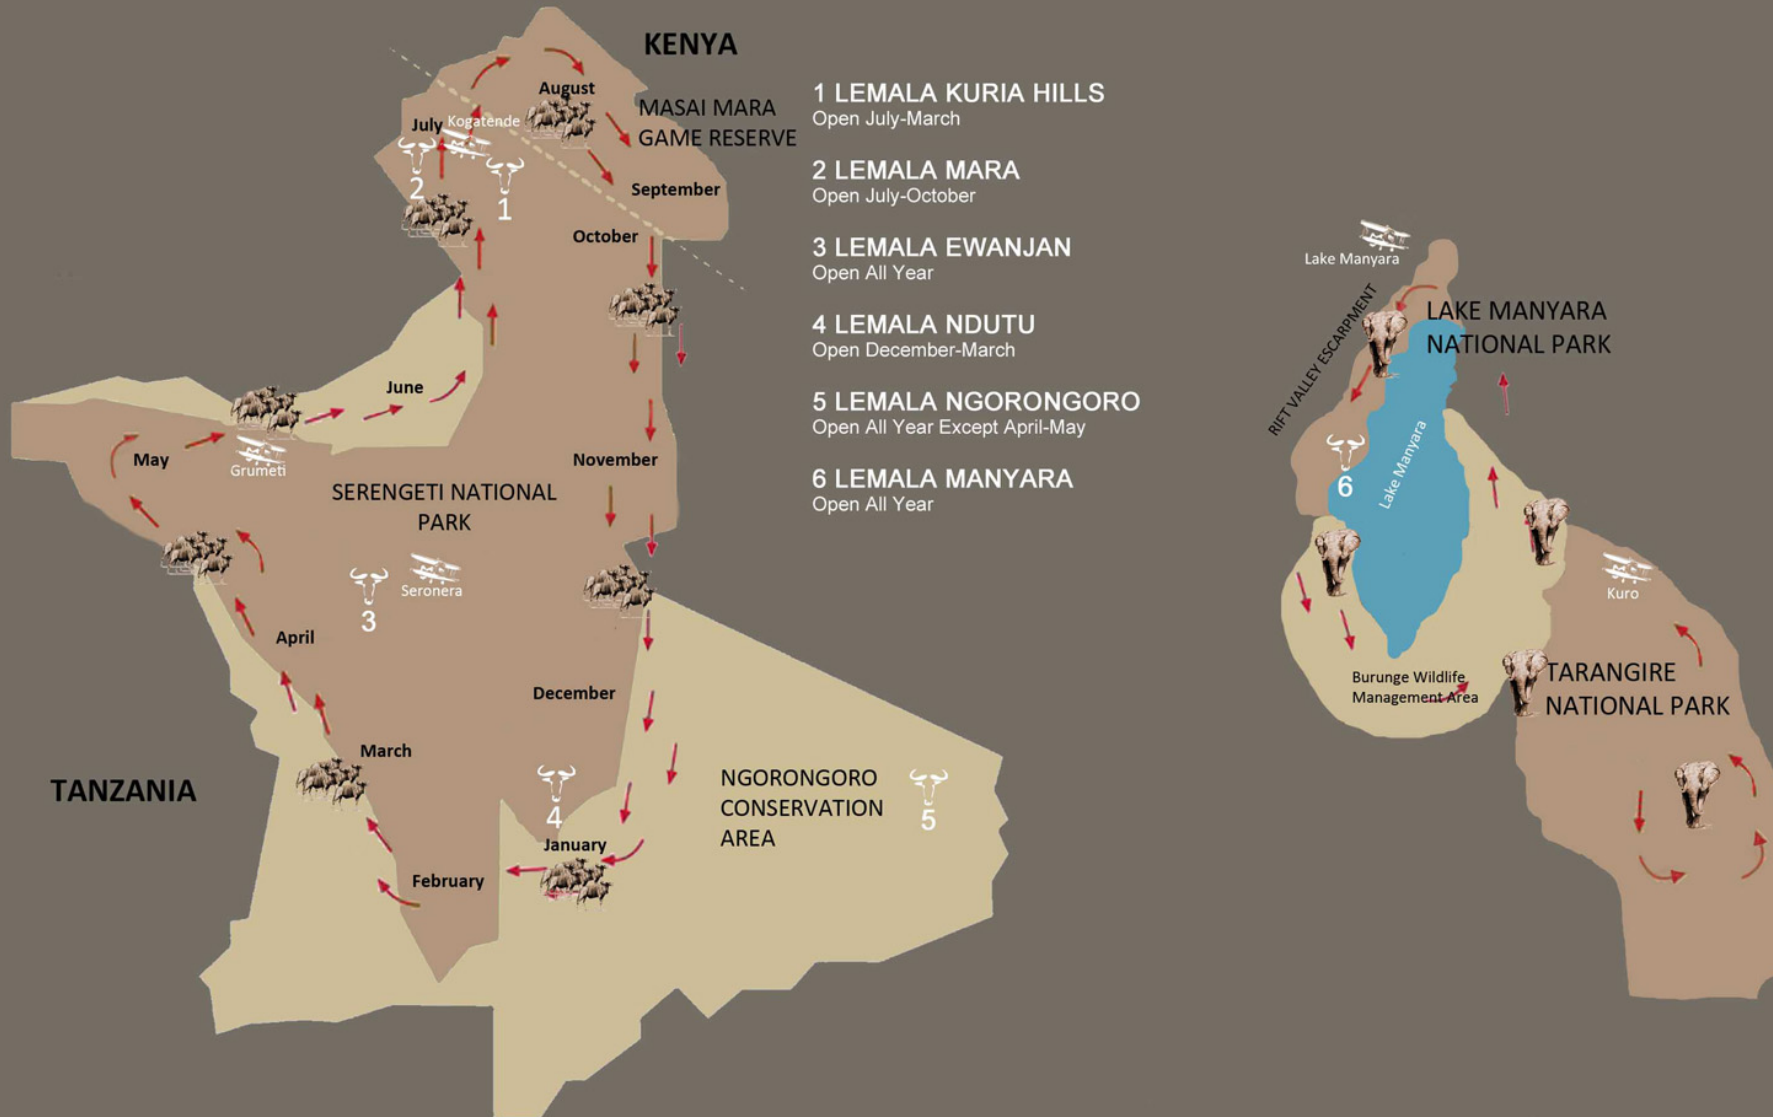 KENYA
August
MASAI MARA
GAME RESERVE
July
Kogatende
2
1
September
October
June
May
Grumeti
November
SERENGETI NATIONAL
PARK
Seronera
3
April
December
March
TANZANIA
4
January
February
NGORONGORO
CONSERVATION
AREA
5
1 LEMALA KURIA HILLS
Open July-March
2 LEMALA MARA
Open July-October
3 LEMALA EWANJAN
Open All Year
4 LEMALA NDUTU
Open December-March
5 LEMALA NGORONGORO
Open All Year Except April-May
6 LEMALA MANYARA
Open All Year
Lake Manyara
RIFT VALLEY ESCARPMENT
LAKE MANYARA
NATIONAL PARK
Lake Manyara
6
Kuro
Burunge Wildlife
Management Area
TARANGIRE
NATIONAL PARK